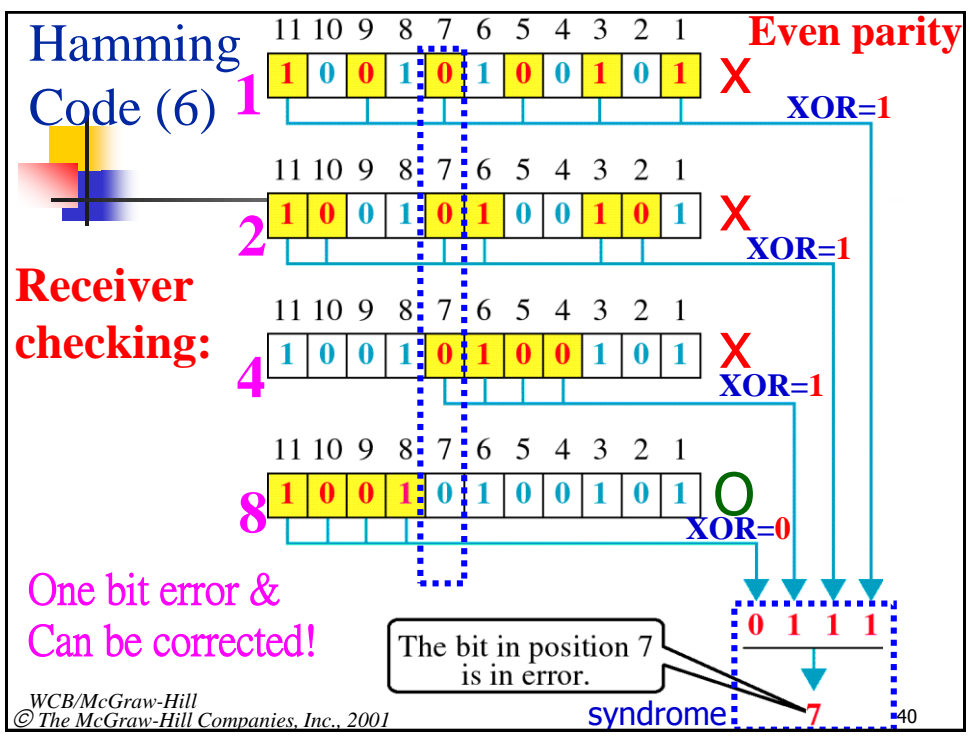 Hamming
Code (6)
Even parity
11 10 9 8 7 6 5 4 3 2 1
1 1 0 0 1 0 1 0 0 1 0 1 X
XOR=1
11 10 9 8 7 6 5 4 3 2 1
2 1 0 0 1 0 1 0 0 1 0 1 X
XOR=1
Receiver
checking:
11 10 9 8 7 6 5 4 3 2 1
4 1 0 0 1 0 1 0 0 1 0 1 X
XOR=1
11 10 9 8 7 6 5 4 3 2 1
8 1 0 0 1 0 1 0 0 1 0 1 O
XOR=0
One bit error &
Can be corrected!
The bit in position 7
is in error.
0 1 1 1
7
syndrome
WCB/McGraw-Hill
© The McGraw-Hill Companies, Inc., 2001
40